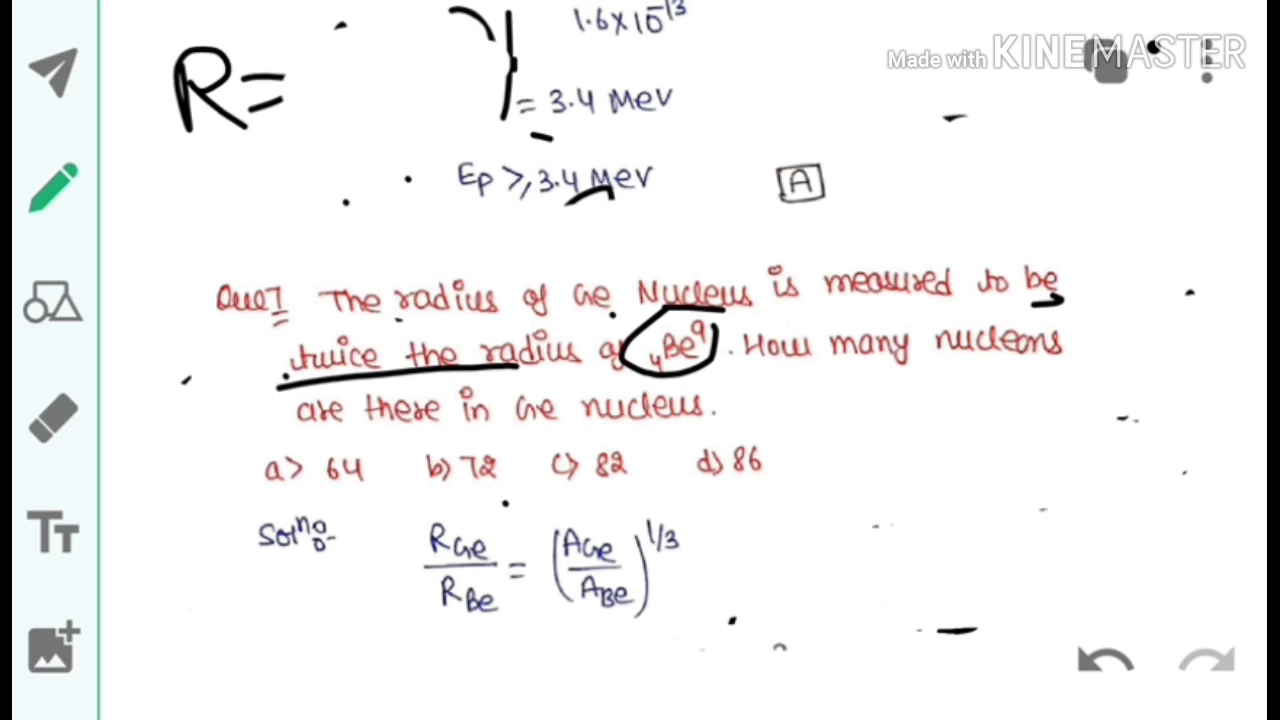 1.6×10⁻¹³
Made with KINEMASTER
R=
= 3.4 Mev
Ep ≥ 3.4 Mev
A
Que7 The radius of Ge Nucleus is measured to be
twice the radius of ₄Be⁹. How many nucleons
are there in Ge nucleus.
a> 64 b) 72 c) 82 d) 86
Solⁿ:-
R_Ge / R_Be = (A_Ge / A_Be)^1/3
TT